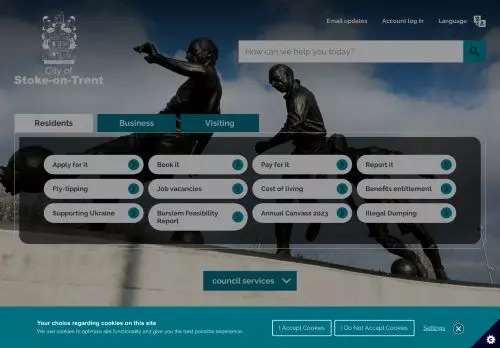 Email updates
Account log in
Language
City of
Stoke-on-Trent
How can we help you today?
Residents
Business
Visiting
Apply for it
Book it
Pay for it
Report it
Fly-tipping
Job vacancies
Cost of living
Benefits entitlement
Supporting Ukraine
Burslem Feasibility
Report
Annual Canvass 2023
Illegal Dumping
council services
Your choice regarding cookies on this site
We use cookies to optimise site functionality and give you the best possible experience.
I Accept Cookies
I Do Not Accept Cookies
Settings